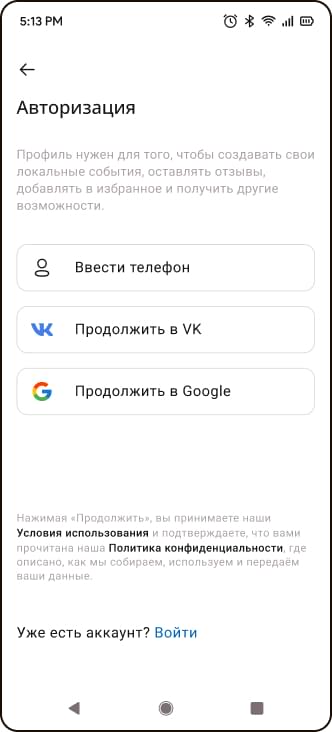 5:13 PM
Авторизация
Профиль нужен для того, чтобы создавать свои
локальные события, оставлять отзывы,
добавлять в избранное и получить другие
возможности.
Ввести телефон
Продолжить в VK
Продолжить в Google
Нажимая «Продолжить», вы принимаете наши
Условия использования и подтверждаете, что вами
прочитана наша Политика конфиденциальности, где
описано, как мы собираем, используем и передаём
ваши данные.
Уже есть аккаунт? Войти